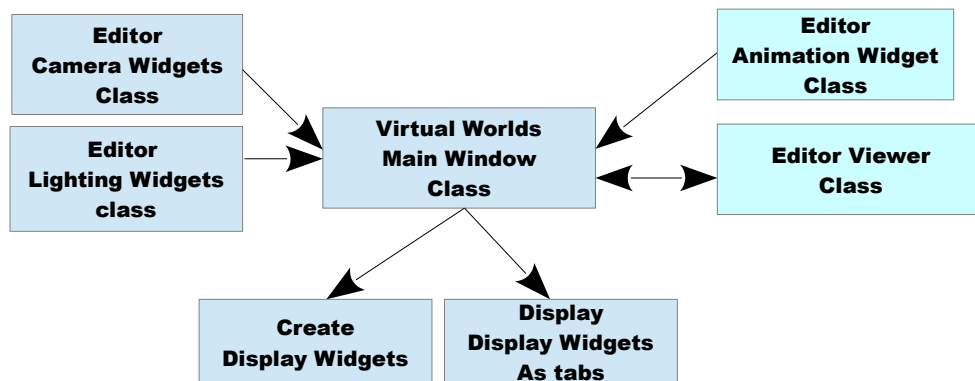 Editor
Camera Widgets
Class
Editor
Animation Widget
Class
Virtual Worlds
Main Window
Class
Editor
Lighting Widgets
class
Editor Viewer
Class
Create
Display Widgets
Display
Display Widgets
As tabs